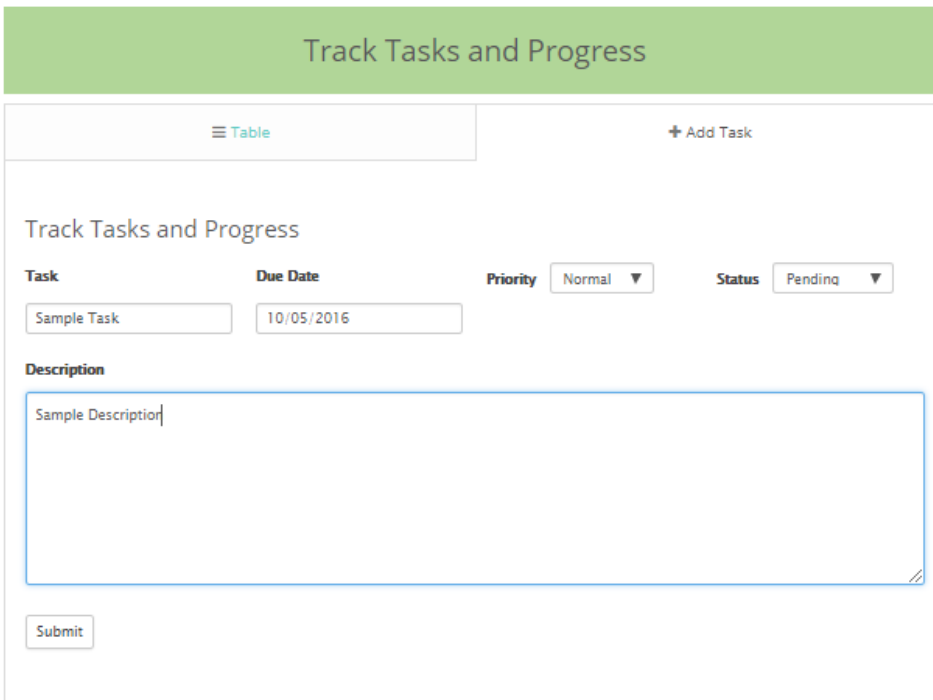 Track Tasks and Progress
Table
+ Add Task
Track Tasks and Progress
Task Due Date Priority Normal Status Pending
Sample Task 10/05/2016
Description
Sample Description
Submit